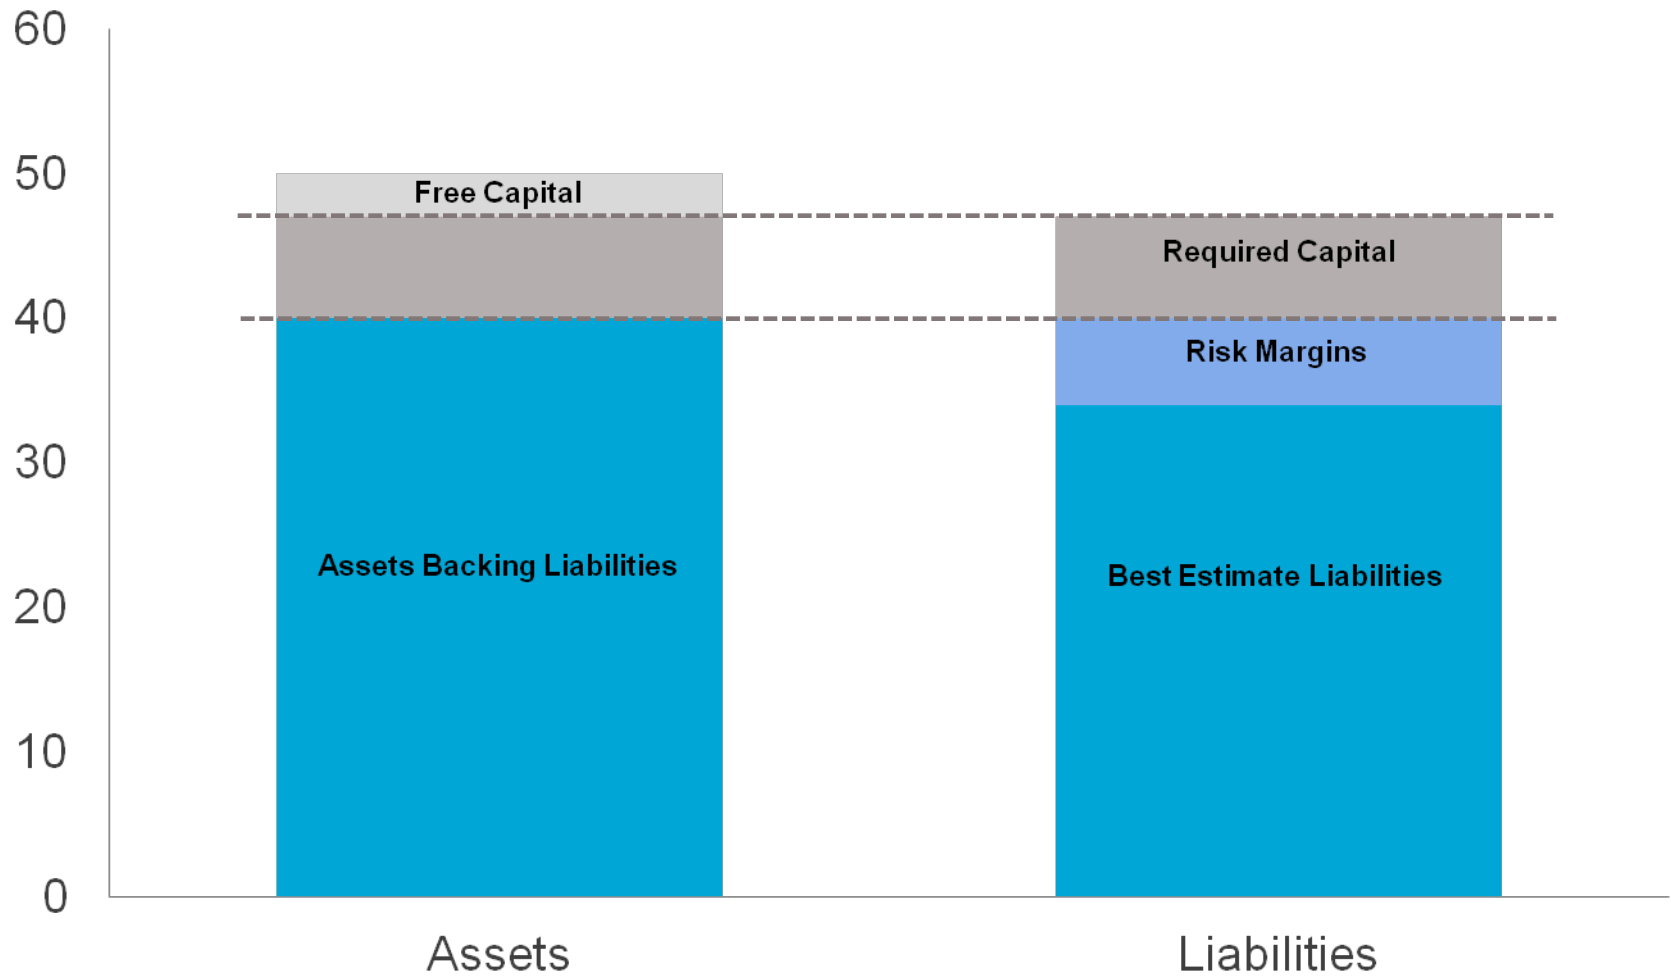 60
50
40
30
20
10
0
Free Capital
Assets Backing Liabilities
Required Capital
Risk Margins
Best Estimate Liabilities
Assets
Liabilities